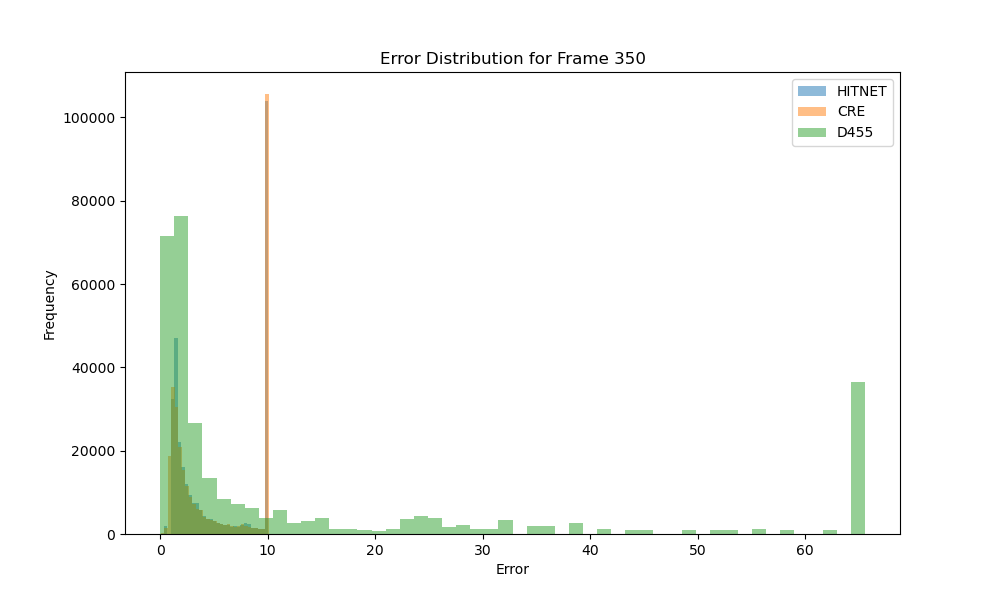 Error Distribution for Frame 350
HITNET
CRE
D455
Frequency
100000
80000
60000
40000
20000
0
0 10 20 30 40 50 60
Error